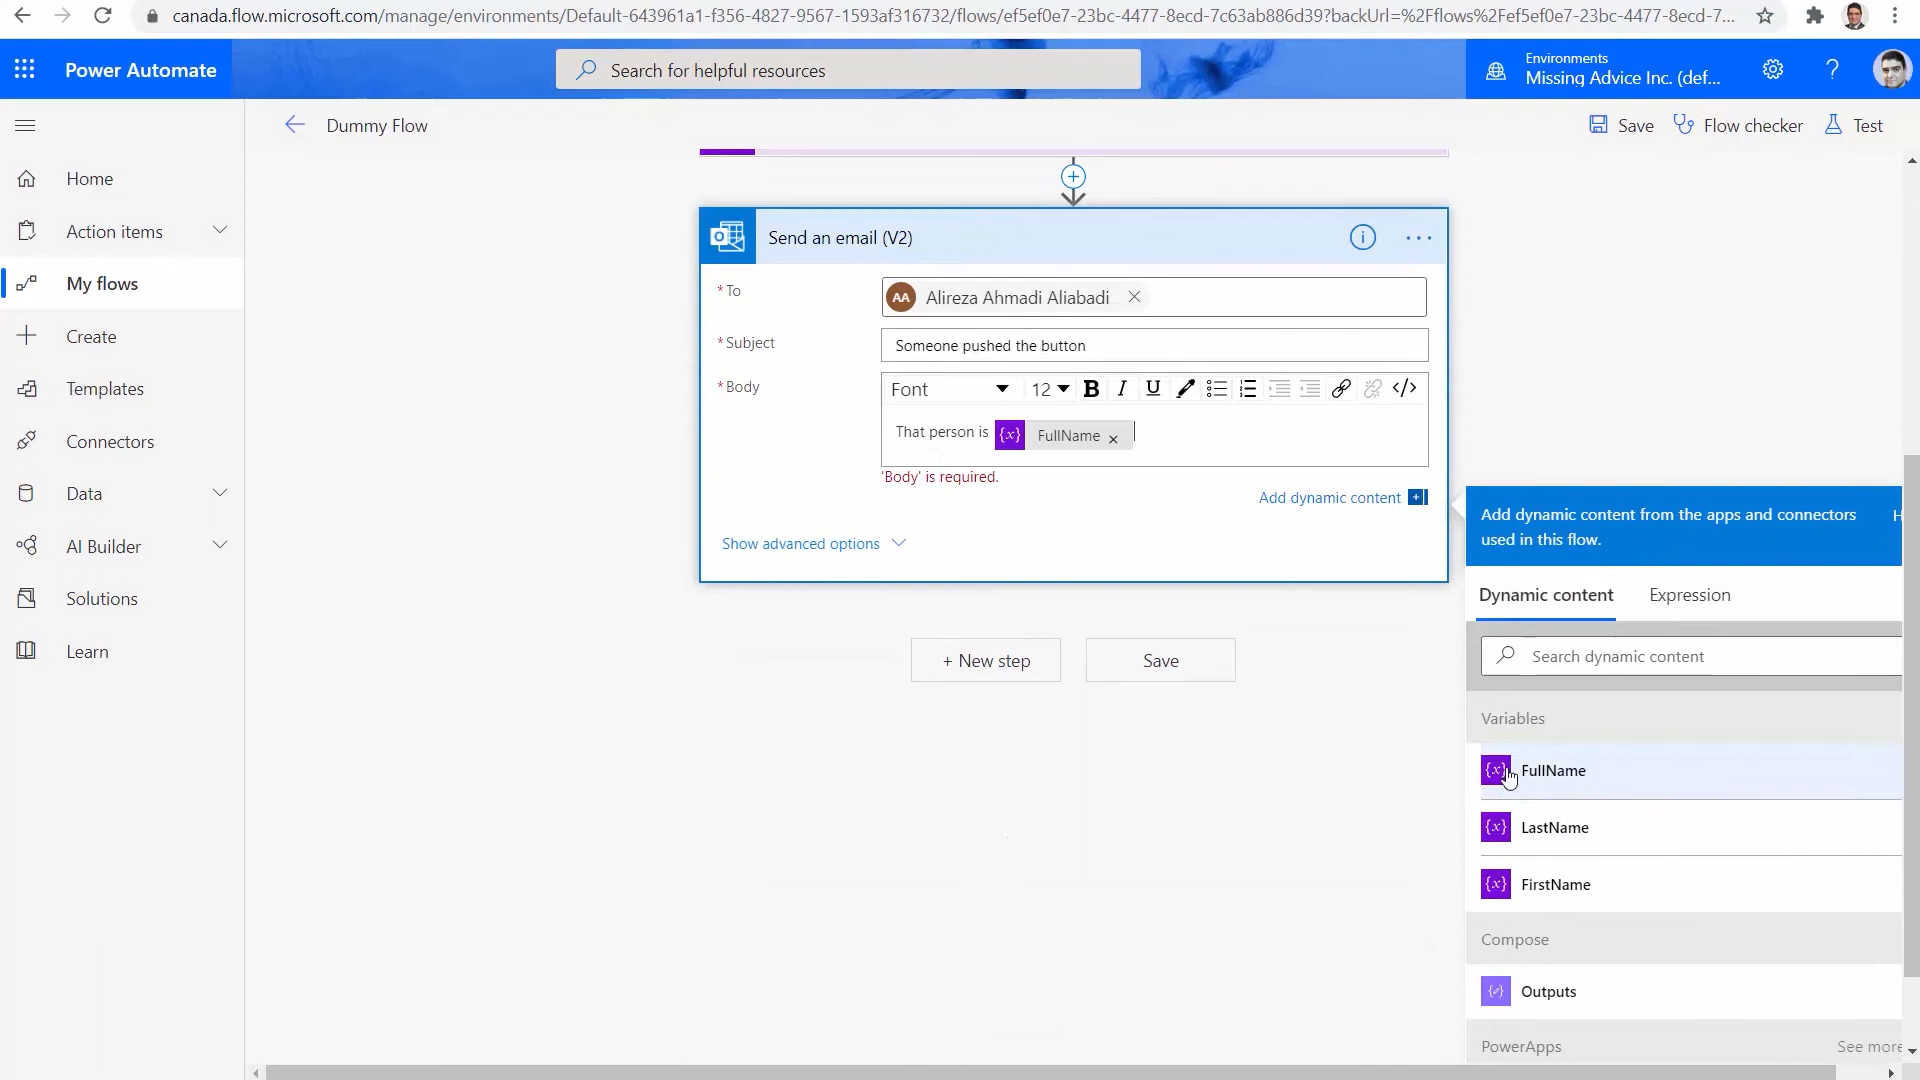 canada.flow.microsoft.com/manage/environments/Default-643961a1-f356-4827-9567-1593af316732/flows/ef5ef0e7-23bc-4477-8ecd-7c63ab886d39?backUrl=%2Fflows%2Fef5ef0e7-23bc-4477-8ecd-7...
Power Automate
Search for helpful resources
Environments
Missing Advice Inc. (def...
Dummy Flow
Save
Flow checker
Test
Home
Action items
My flows
Create
Templates
Connectors
Data
AI Builder
Solutions
Learn
Send an email (V2)
* To
AA Alireza Ahmadi Aliabadi
* Subject
Someone pushed the button
* Body
Font
12
B I U
</>
That person is {x} FullName ×
'Body' is required.
Add dynamic content
Show advanced options
+ New step
Save
Add dynamic content from the apps and connectors
used in this flow.
H
Dynamic content
Expression
Search dynamic content
Variables
{x} FullName
{x} LastName
{x} FirstName
Compose
Outputs
PowerApps
See more